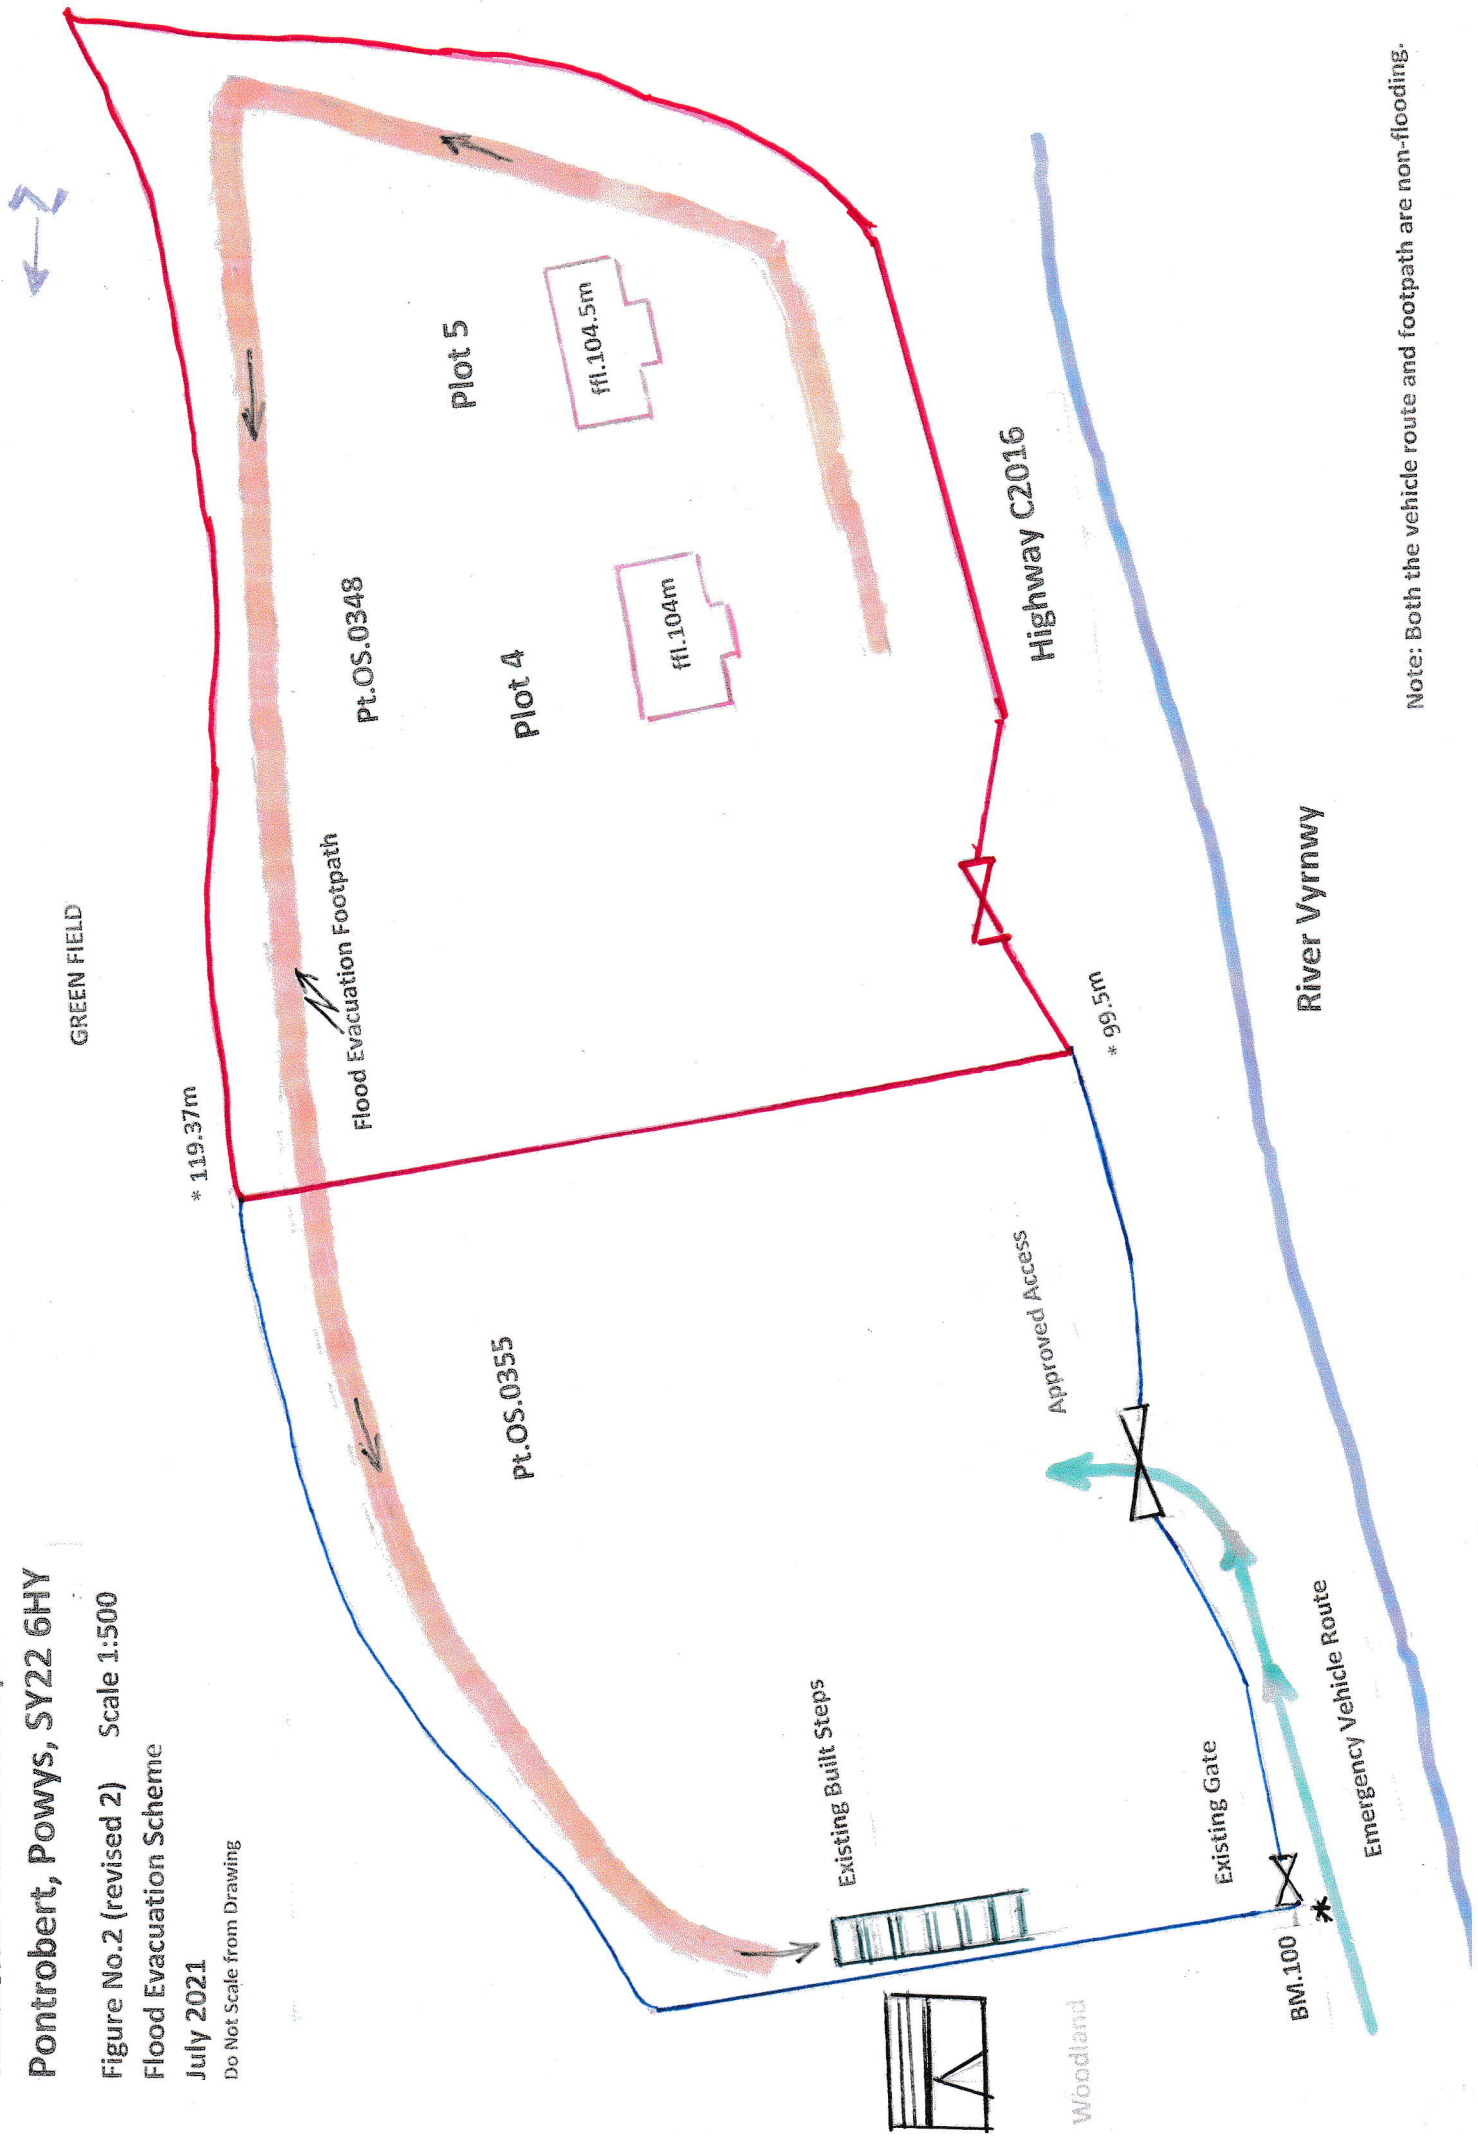 Pontrobert, Powys, SY22 6HY
Figure No.2 (revised 2) Scale 1:500
Flood Evacuation Scheme
July 2021
Do Not Scale from Drawing
GREEN FIELD
* 119.37m
Flood Evacuation Footpath
Pt.OS.0348
Plot 4
Plot 5
ffl.104m
ffl.104.5m
Pt.OS.0355
Existing Built Steps
Approved Access
* 99.5m
Highway C2016
Existing Gate
Woodland
BM.100
*
Emergency Vehicle Route
River Vyrnwy
Note: Both the vehicle route and footpath are non-flooding.